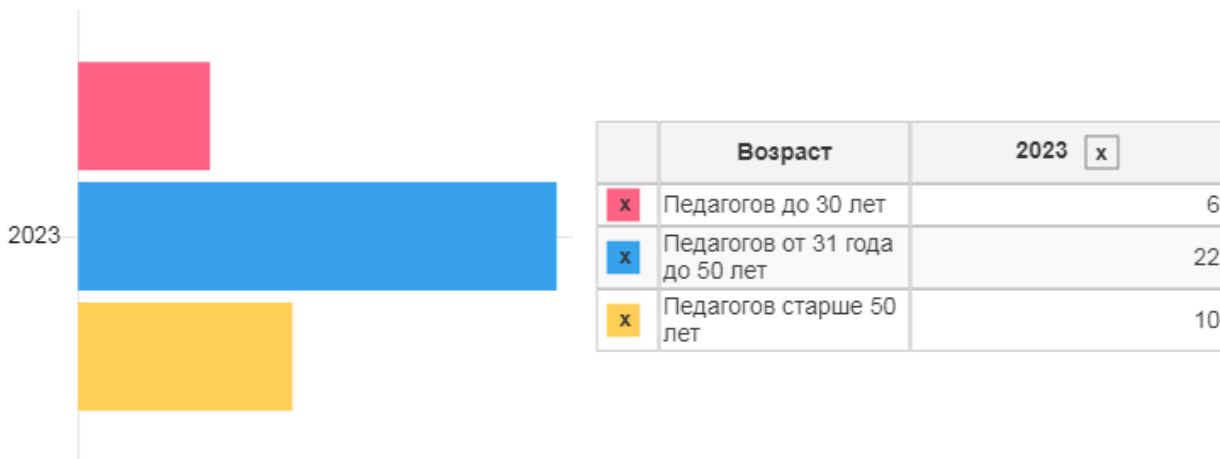 2023
Возраст 2023 x
x Педагогов до 30 лет 6
x Педагогов от 31 года
до 50 лет 22
x Педагогов старше 50
лет 10